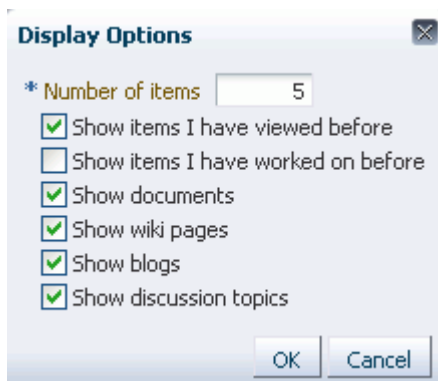 Display Options
* Number of items 5
Show items I have viewed before
Show items I have worked on before
Show documents
Show wiki pages
Show blogs
Show discussion topics
OK Cancel